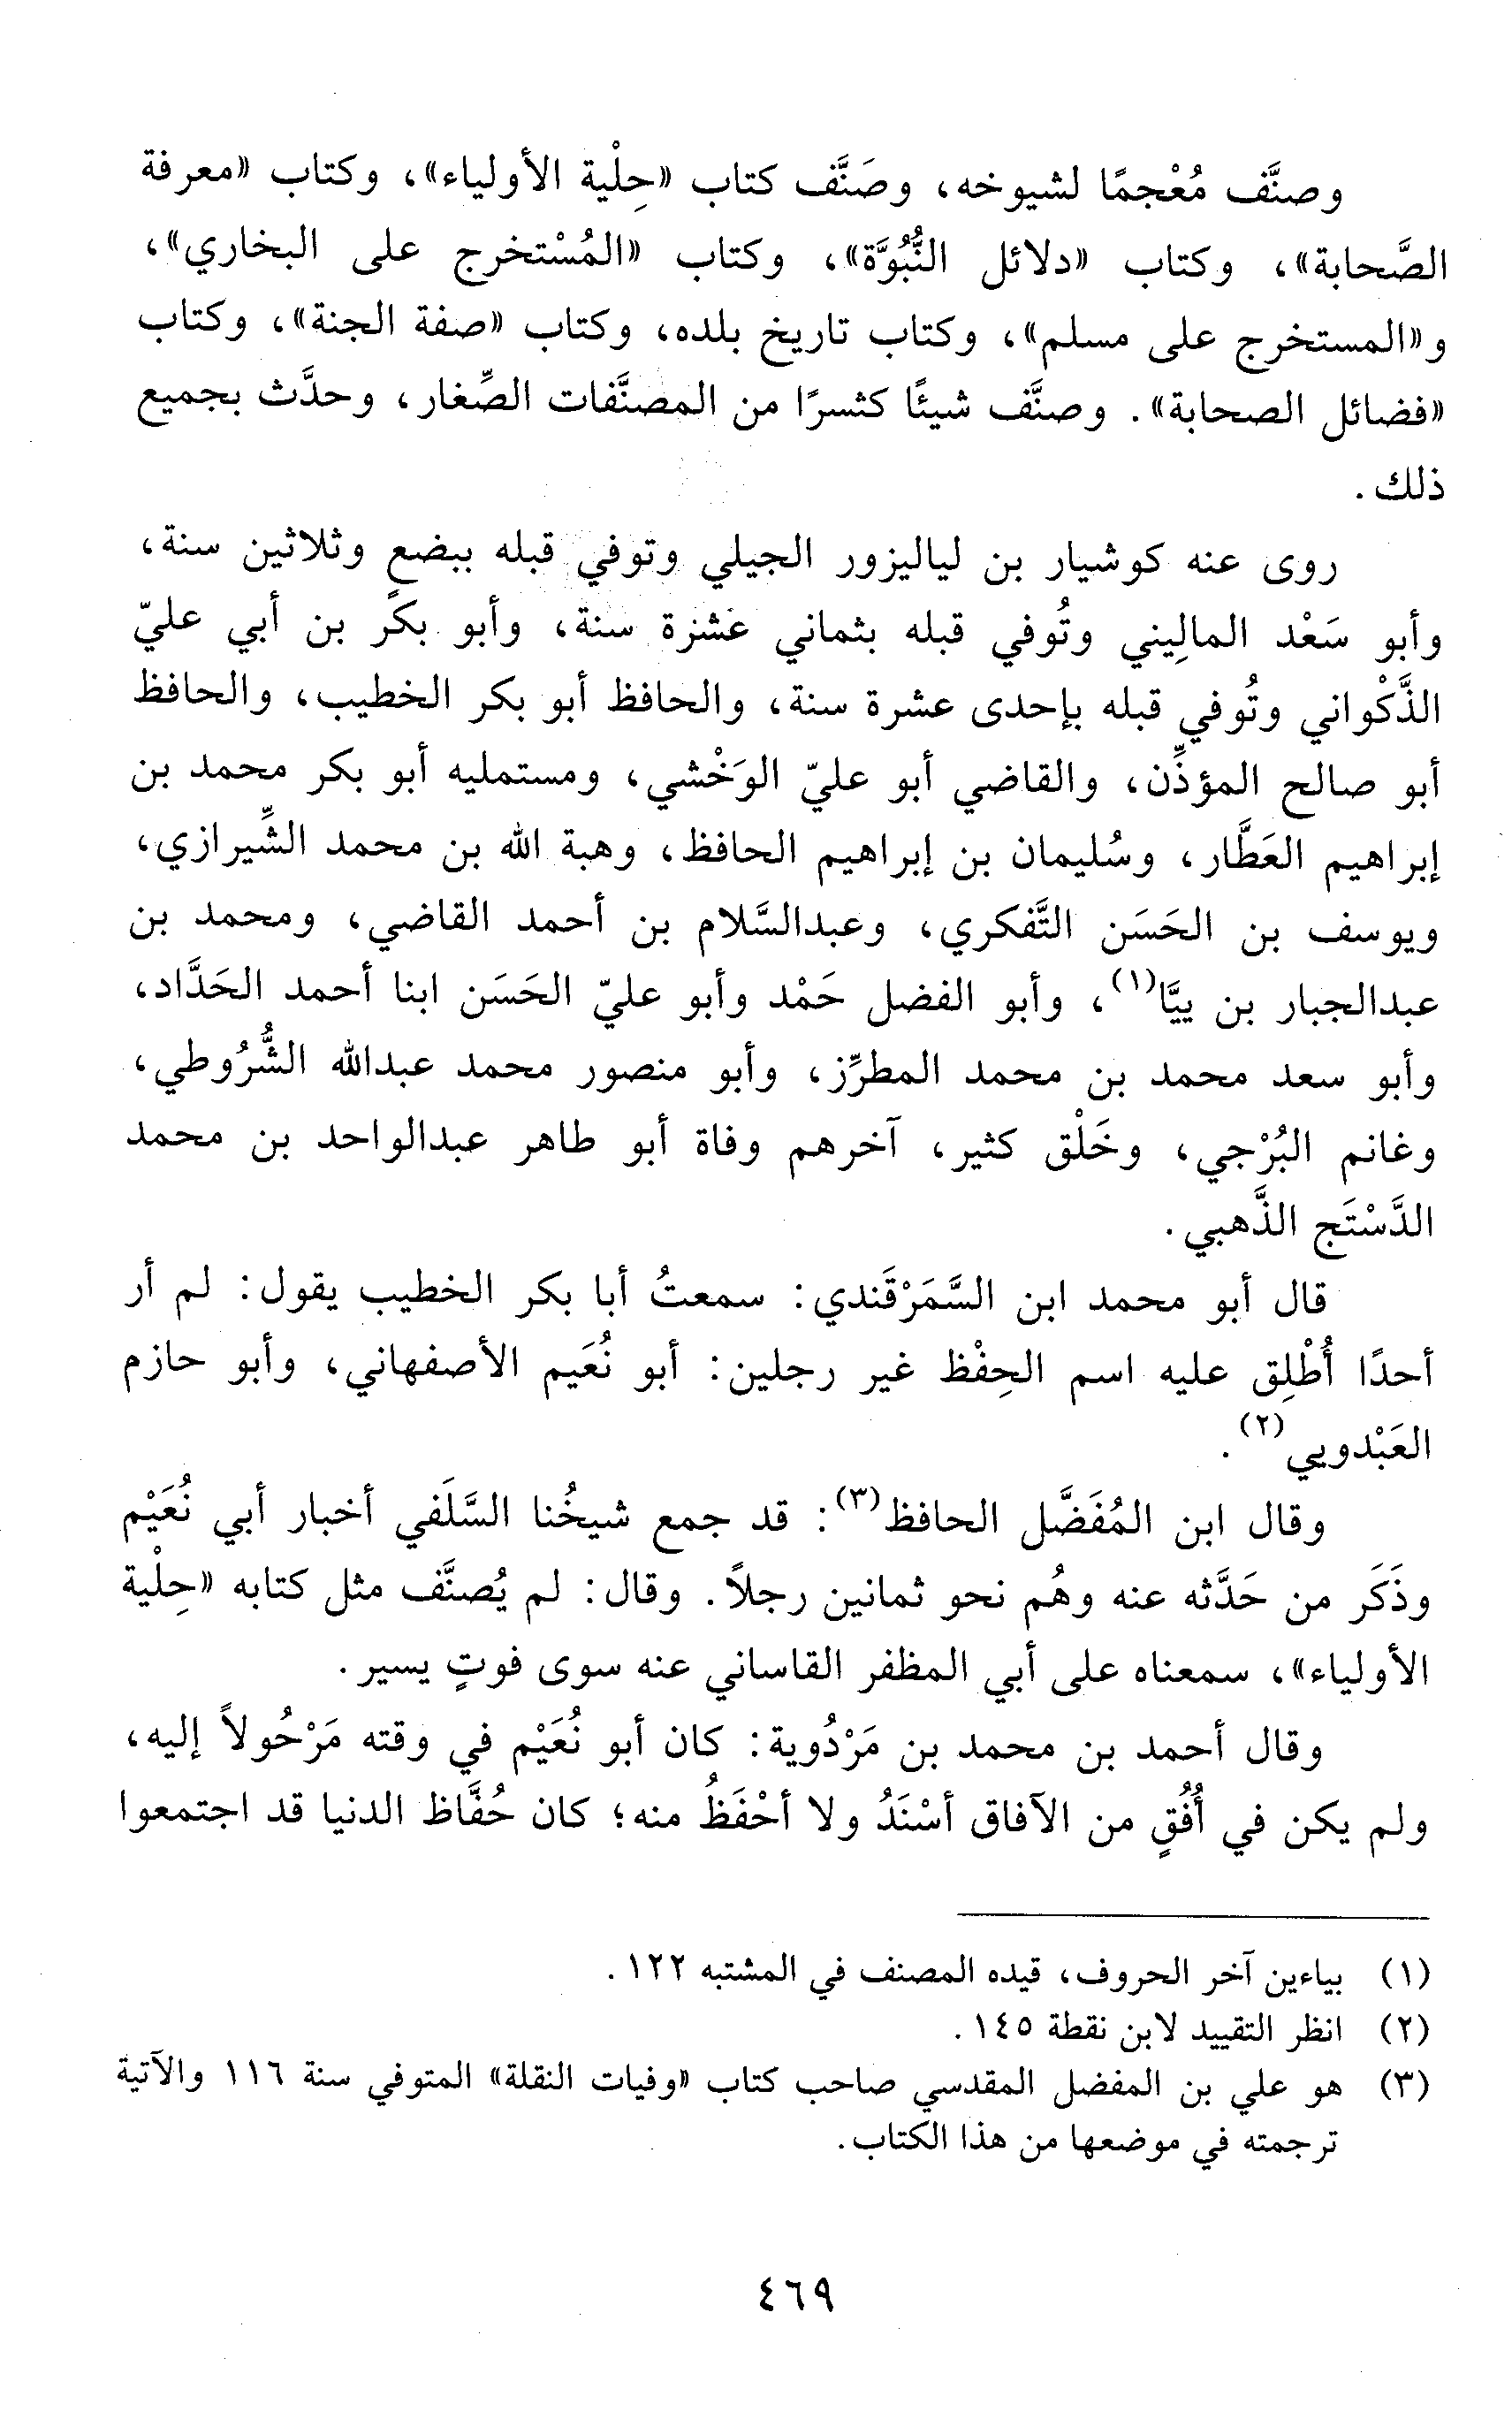 وصنَّف مُعْجمًا لشيوخه، وصَنَّف كتاب «حِلْية الأولياء»، وكتاب «معرفة
الصَّحابة»، وكتاب «دلائل النُّبُوَّة»، وكتاب «المُسْتخرج على البخاري»،
و«المستخرج على مسلم»، وكتاب تاريخ بلده، وكتاب «صفة الجنة»، وكتاب
«فضائل الصحابة». وصنَّف شيئًا كثسرًا من المصنَّفات الصِّغار، وحدَّث بجميع
ذلك.
روى عنه كوشيار بن لياليزور الجيلي وتوفي قبله ببضعٍ وثلاثين سنة،
وأبو سَعْد المالِيني وتُوفي قبله بثماني عشزة سنة، وأبو بكر بن أبي عليّ
الذَّكْواني وتُوفي قبله بإحدى عشرة سنة، والحافظ أبو بكر الخطيب، والحافظ
أبو صالح المؤذِّن، والقاضي أبو عليّ الوَخْشي، ومستمليه أبو بكر محمد بن
إبراهيم العَطَّار، وسُليمان بن إبراهيم الحافظ، وهبة الله بن محمد الشِّيرازي،
ويوسف بن الحَسَن التَّفكري، وعبدالسَّلام بن أحمد القاضي، ومحمد بن
عبدالجبار بن ييَّا(١)، وأبو الفضل حَمْد وأبو عليّ الحَسَن ابنا أحمد الحَدَّاد،
وأبو سعد محمد بن محمد المطرِّز، وأبو منصور محمد عبدالله الشُّرُوطي،
وغانم البُرْجي، وخَلْق كثير، آخرهم وفاة أبو طاهر عبدالواحد بن محمد
الدَّسْتَج الذَّهبي.
قال أبو محمد ابن السَّمَرْقَندي: سمعتُ أبا بكر الخطيب يقول: لم أر
أحدًا أُطْلِق عليه اسم الحِفْظ غير رجلين: أبو نُعَيم الأصفهاني، وأبو حازم
العَبْدويي(٢).
وقال ابن المُفَضَّل الحافظ(٣): قد جمع شيخُنا السَّلَفي أخبار أبي نُعَيْم
وذَكَر من حَدَّثه عنه وهُم نحو ثمانين رجلاً. وقال: لم يُصنَّف مثل كتابه «حِلْية
الأولياء»، سمعناه على أبي المظفر القاساني عنه سوى فوتٍ يسير.
وقال أحمد بن محمد بن مَرْدُوية: كان أبو نُعَيْم في وقته مَرْحُولاً إليه،
ولم يكن في أُفُقٍ من الآفاق أسْنَدُ ولا أحْفَظُ منه؛ كان حُفَّاظ الدنيا قد اجتمعوا
(١) بياءين آخر الحروف، قيده المصنف في المشتبه ١٢٢.
(٢) انظر التقييد لابن نقطة ١٤٥.
(٣) هو علي بن المفضل المقدسي صاحب كتاب «وفيات النقلة» المتوفي سنة ١١٦ والآتية
ترجمته في موضعها من هذا الكتاب.
٤٦٩